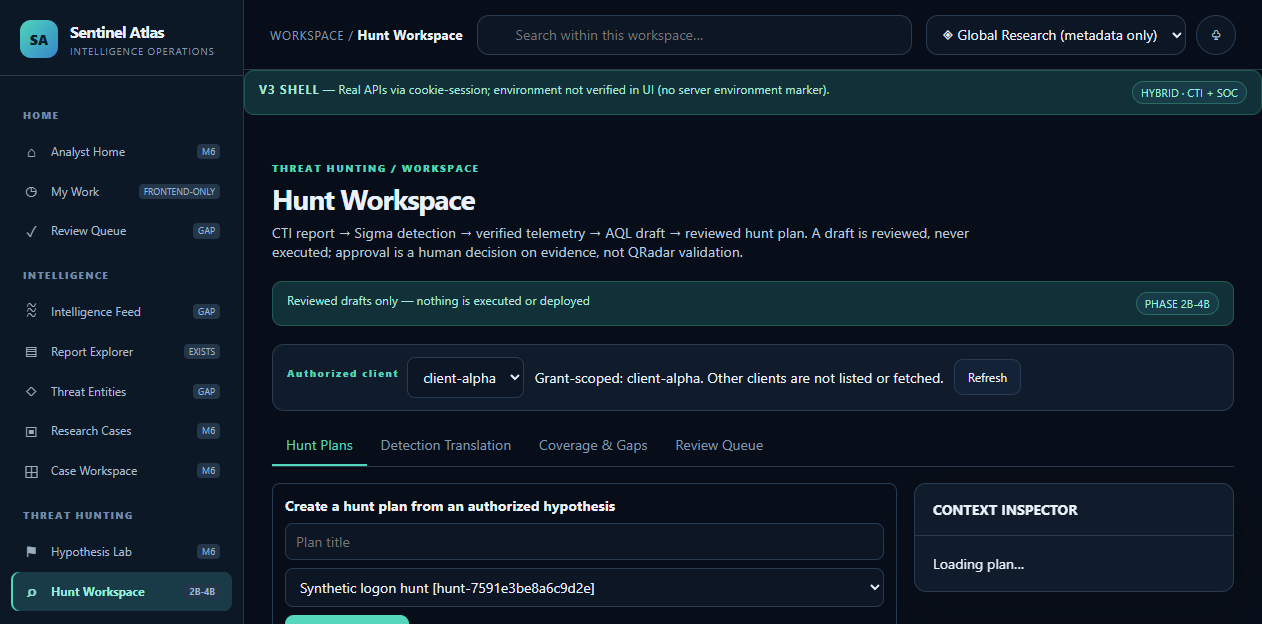 SA
Sentinel Atlas
INTELLIGENCE OPERATIONS
HOME
Analyst Home M6
My Work FRONTEND-ONLY
Review Queue GAP
INTELLIGENCE
Intelligence Feed GAP
Report Explorer EXISTS
Threat Entities GAP
Research Cases M6
Case Workspace M6
THREAT HUNTING
Hypothesis Lab M6
Hunt Workspace 2B-4B
WORKSPACE / Hunt Workspace
Search within this workspace...
◈ Global Research (metadata only)
V3 SHELL — Real APIs via cookie-session; environment not verified in UI (no server environment marker).
HYBRID · CTI + SOC
THREAT HUNTING / WORKSPACE
Hunt Workspace
CTI report → Sigma detection → verified telemetry → AQL draft → reviewed hunt plan. A draft is reviewed, never
executed; approval is a human decision on evidence, not QRadar validation.
Reviewed drafts only — nothing is executed or deployed
PHASE 2B-4B
Authorized client client-alpha Grant-scoped: client-alpha. Other clients are not listed or fetched. Refresh
Hunt Plans Detection Translation Coverage & Gaps Review Queue
Create a hunt plan from an authorized hypothesis
Plan title
Synthetic logon hunt [hunt-7591e3be8a6c9d2e]
CONTEXT INSPECTOR
Loading plan...